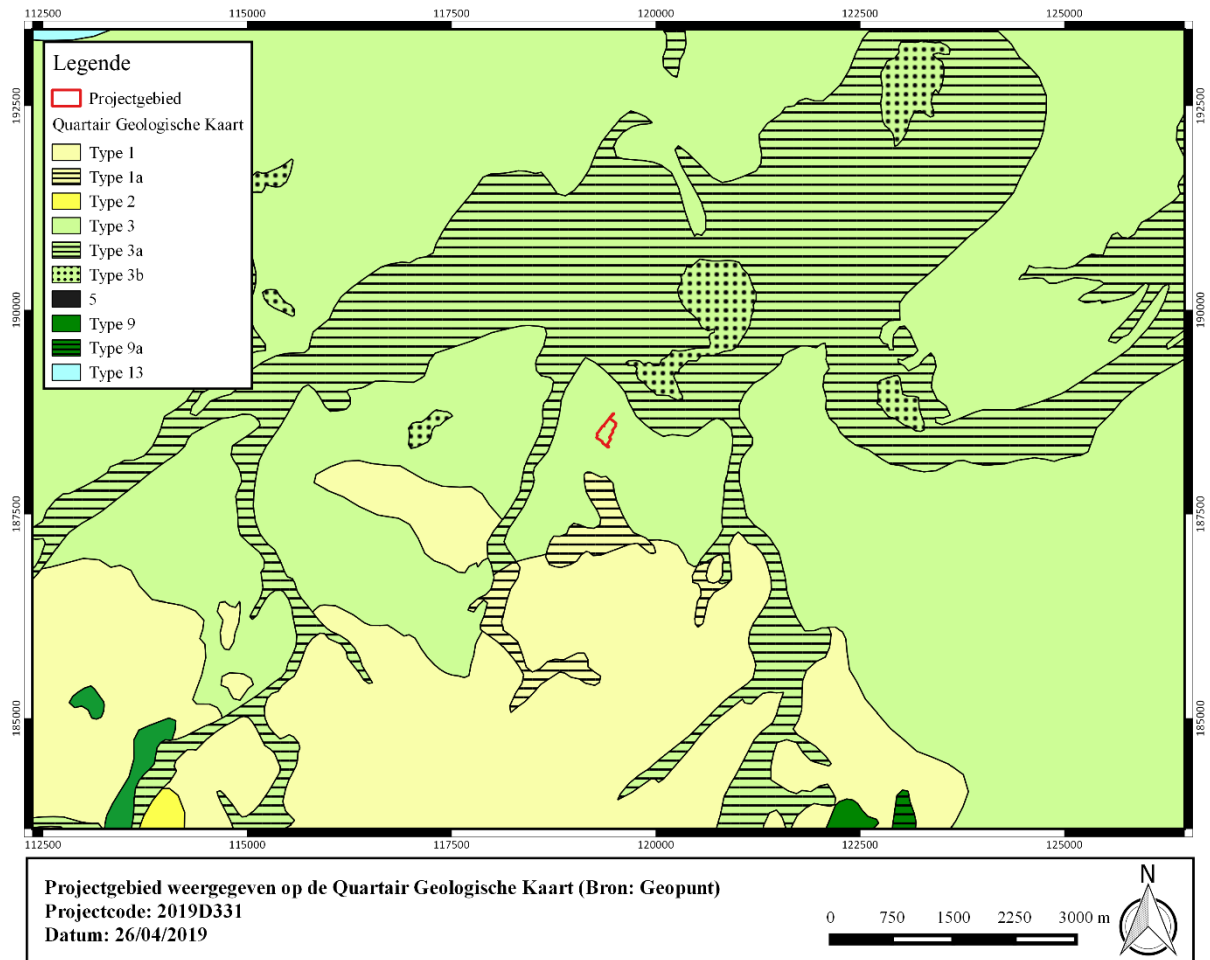 112500 115000 117500 120000 122500 125000
Legende
Projectgebied
Quartair Geologische Kaart
Type 1
Type 1a
Type 2
Type 3
Type 3a
Type 3b
5
Type 9
Type 9a
Type 13
192500 192500
190000 190000
187500 187500
185000 185000
112500 115000 117500 120000 122500 125000
Projectgebied weergegeven op de Quartair Geologische Kaart (Bron: Geopunt)
Projectcode: 2019D331
Datum: 26/04/2019
0 750 1500 2250 3000 m
N